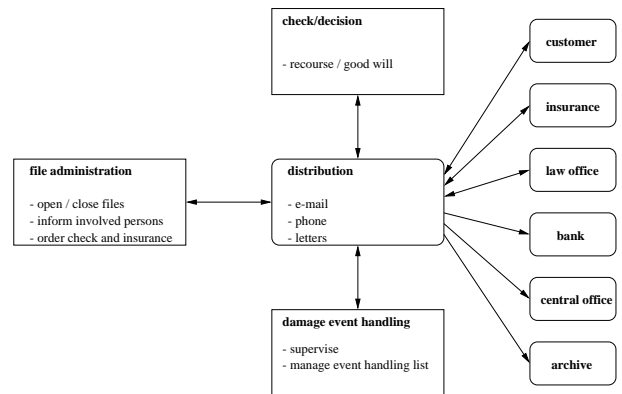 check/decision
- recourse / good will
file administration
- open / close files
- inform involved persons
- order check and insurance
distribution
- e-mail
- phone
- letters
damage event handling
- supervise
- manage event handling list
customer
insurance
law office
bank
central office
archive